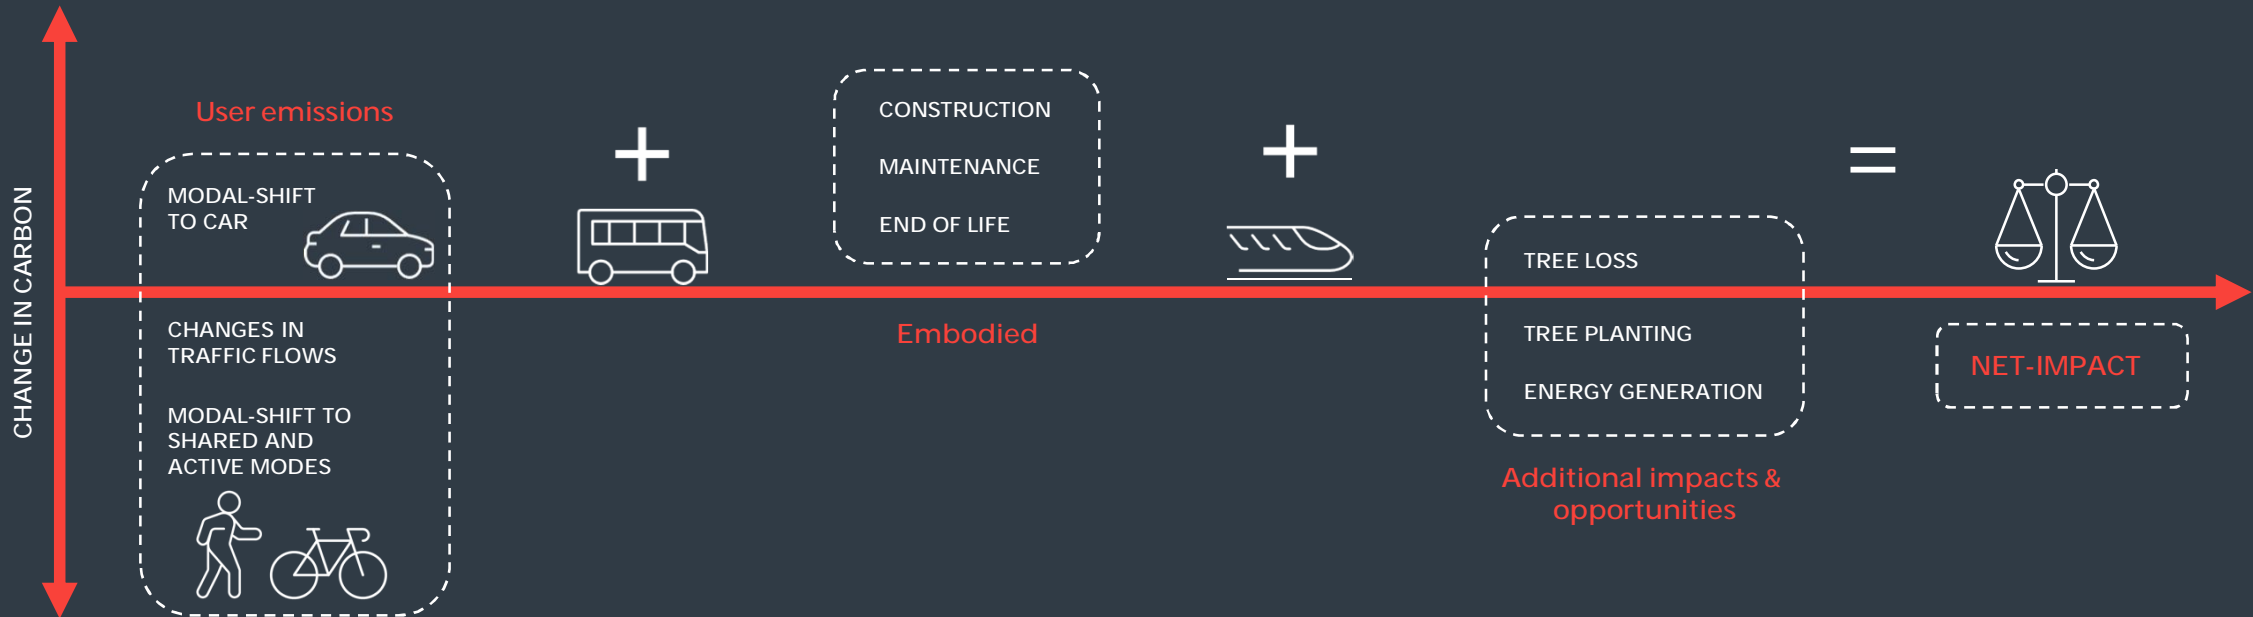 CHANGE IN CARBON
User emissions
MODAL-SHIFT
TO CAR
CHANGES IN
TRAFFIC FLOWS
MODAL-SHIFT TO
SHARED AND
ACTIVE MODES
+
CONSTRUCTION
MAINTENANCE
END OF LIFE
Embodied
+
TREE LOSS
TREE PLANTING
ENERGY GENERATION
Additional impacts &
opportunities
=
NET-IMPACT